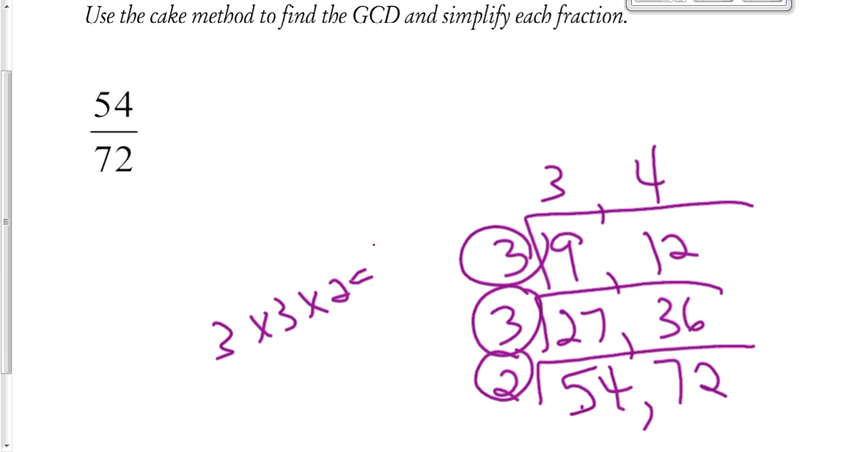 Use the cake method to find the GCD and simplify each fraction.
54
72
3 , 4
3 9 , 12
3 27 , 36
2 54 , 72
3 x 3 x 2 =